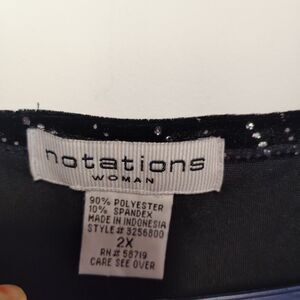 notations
WOMAN
90% POLYESTER
10% SPANDEX
MADE IN INDONESIA
STYLE# 3256800
2X
RN# 58719
CARE SEE OVER